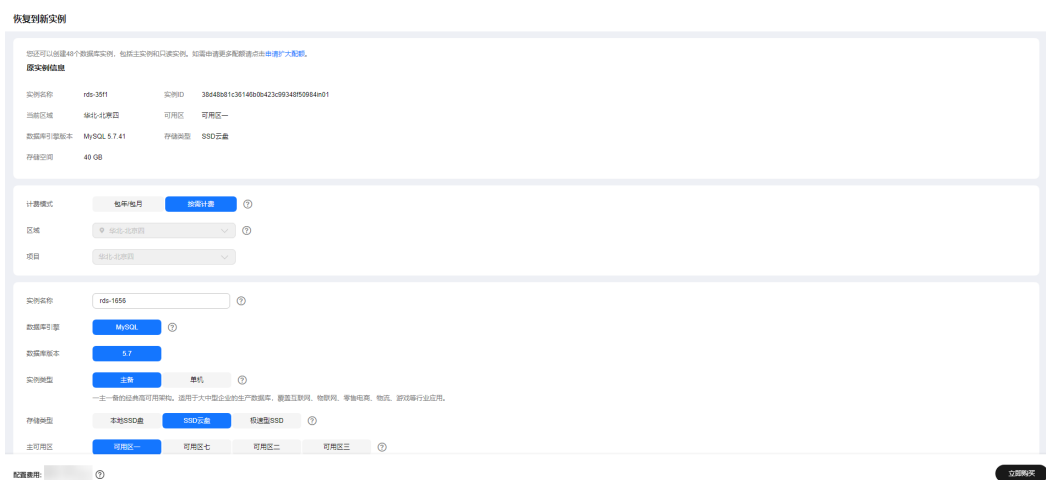 恢复到新实例
您还可以创建48个数据库实例，包括主实例和只读实例。如需申请更多配额请点击申请扩大配额。
原实例信息
实例名称 rds-35f1 实例ID 38d48b81c36146b0b423c99348f50984in01
当前区域 华北-北京四 可用区 可用区一
数据库引擎版本 MySQL 5.7.41 存储类型 SSD云盘
存储空间 40 GB
计费模式 包年/包月 按需计费
区域 华北-北京四
项目 华北-北京四
实例名称 rds-1656
数据库引擎 MySQL
数据库版本 5.7
实例类型 主备 单机
一主一备的经典高可用架构。适用于大中型企业的生产数据库，覆盖互联网、物联网、零售电商、物流、游戏等行业应用。
存储类型 本地SSD盘 SSD云盘 极速型SSD
主可用区 可用区一 可用区七 可用区二 可用区三
配置费用: 立即购买